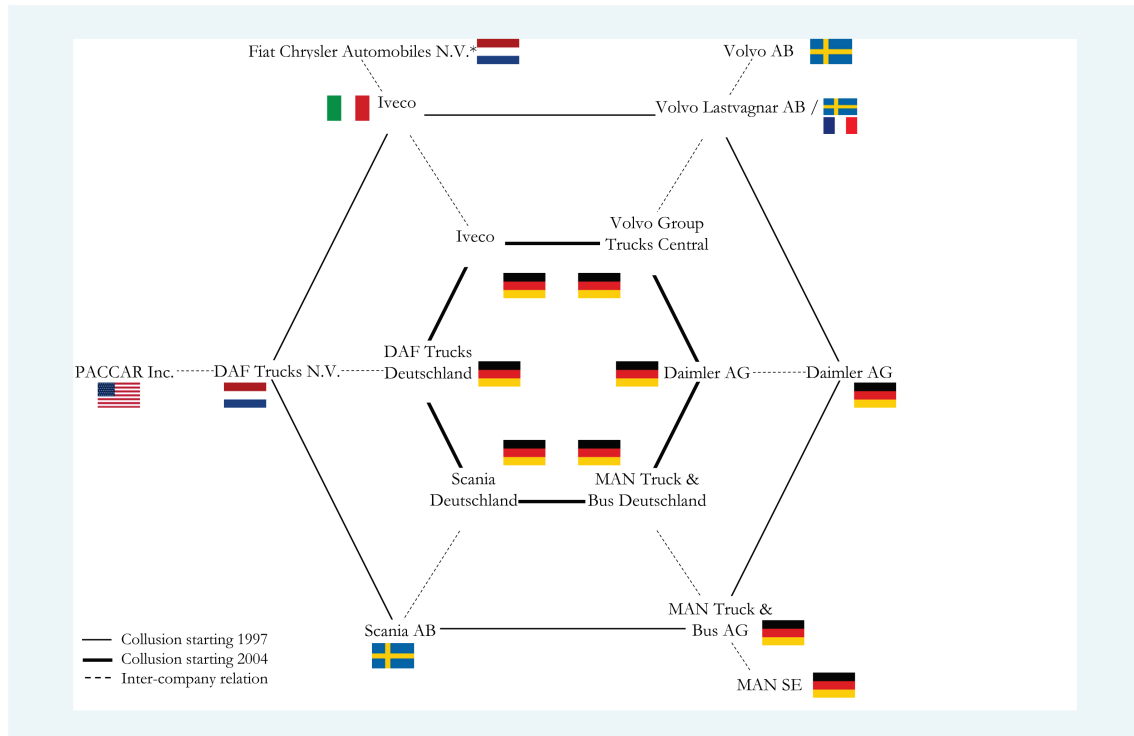 Fiat Chrysler Automobiles N.V.*
Volvo AB
Iveco
Volvo Lastvagnar AB /
Iveco
Volvo Group
Trucks Central
PACCAR Inc.
DAF Trucks N.V.
DAF Trucks
Deutschland
Daimler AG
Daimler AG
Scania
Deutschland
MAN Truck &
Bus Deutschland
Scania AB
MAN Truck &
Bus AG
MAN SE
Collusion starting 1997
Collusion starting 2004
Inter-company relation